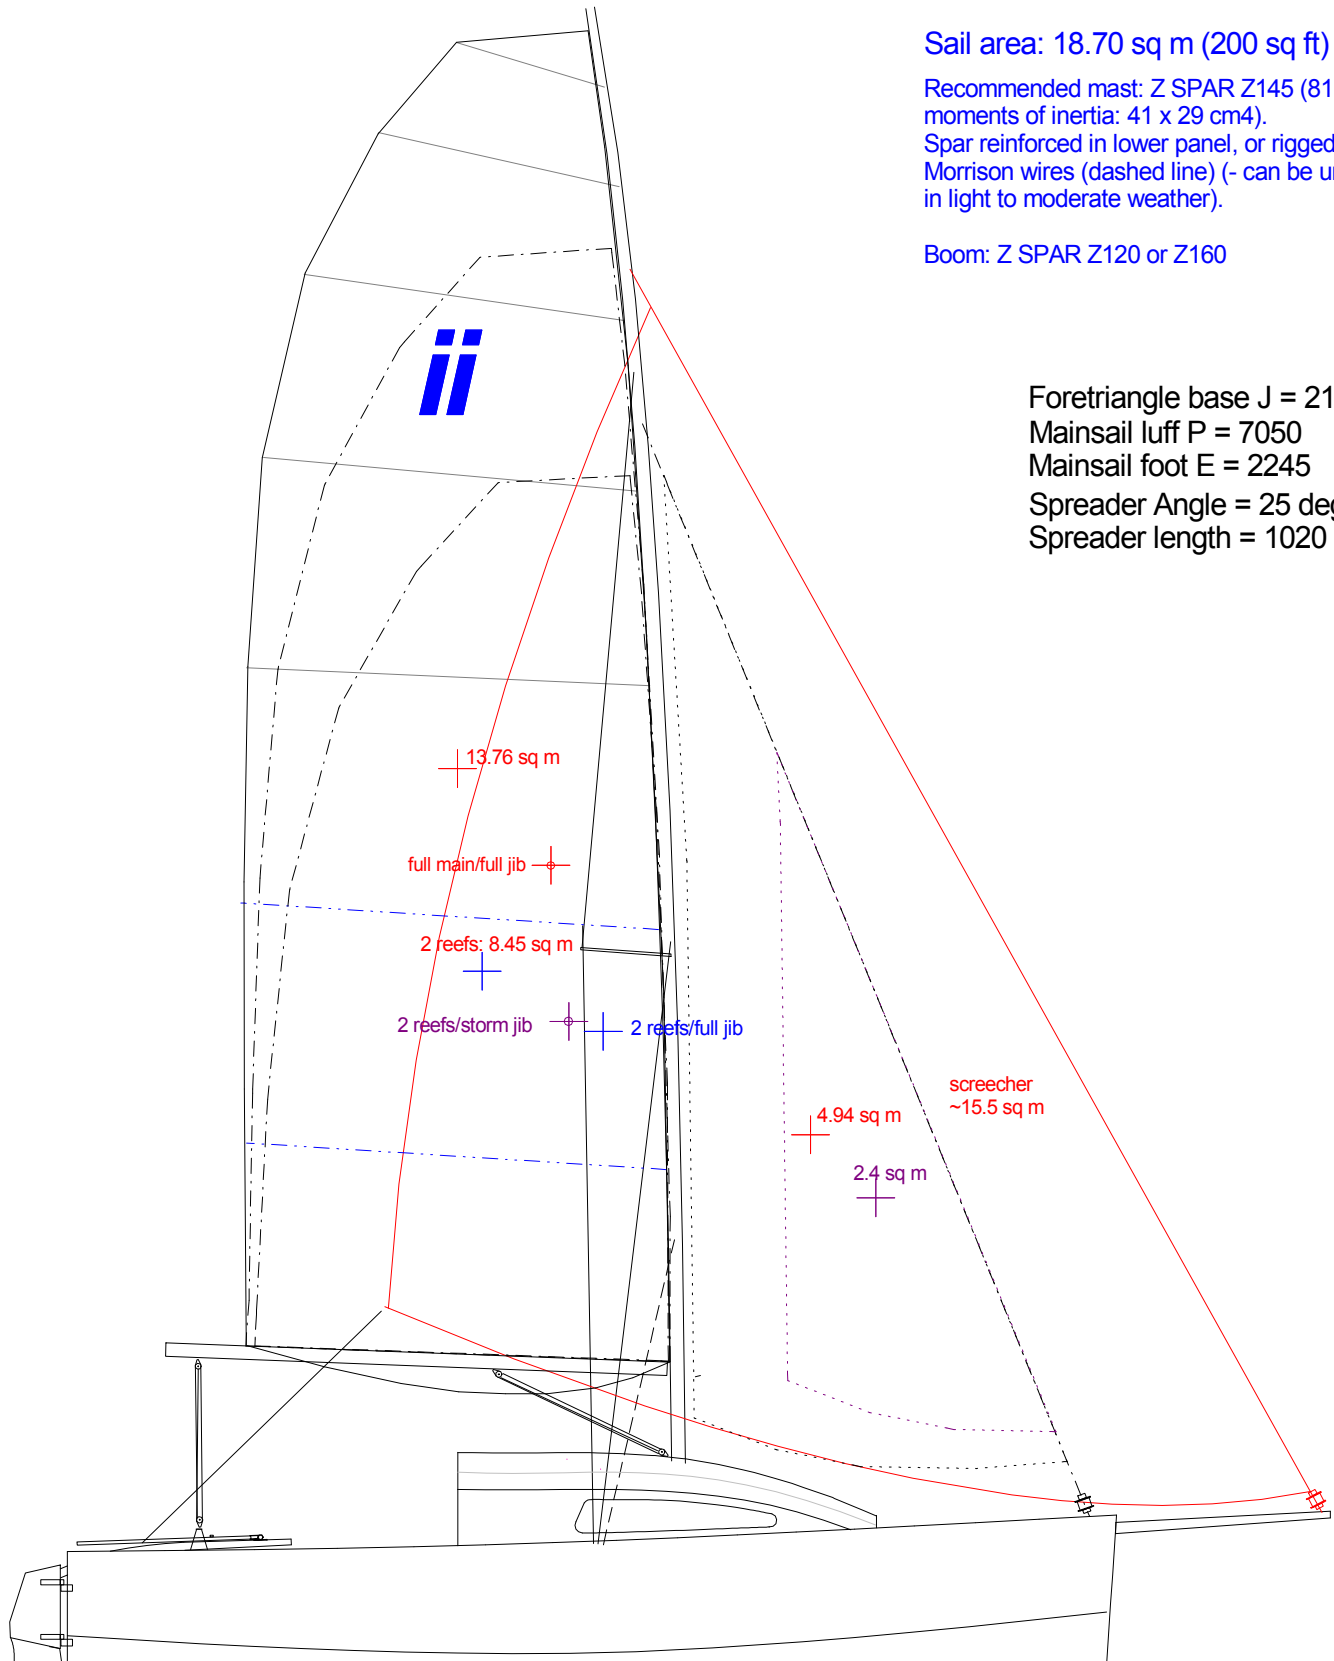 Sail area: 18.70 sq m (200 sq ft)
Recommended mast: Z SPAR Z145 (81
moments of inertia: 41 x 29 cm4).
Spar reinforced in lower panel, or rigged
Morrison wires (dashed line) (- can be
in light to moderate weather).
Boom: Z SPAR Z120 or Z160
ii
Foretriangle base J = 21
Mainsail luff P = 7050
Mainsail foot E = 2245
Spreader Angle = 25
Spreader length = 1020
13.76 sq m
full main/full jib
2 reefs: 8.45 sq m
2 reefs/storm jib
2 reefs/full jib
screecher
~15.5 sq m
4.94 sq m
2.4 sq m